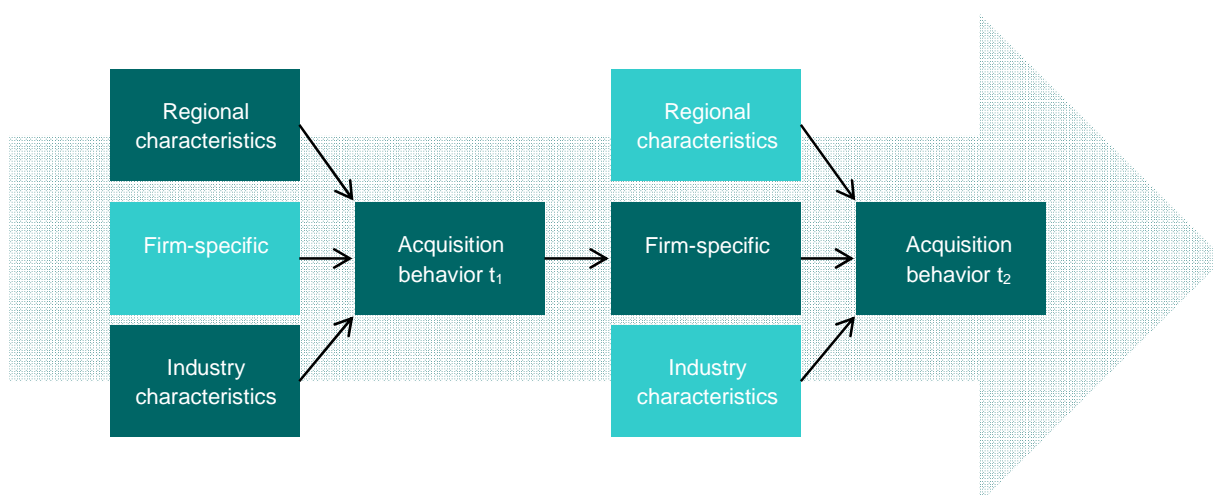 Regional
characteristics
Firm-specific
Industry
characteristics
Acquisition
behavior t₁
Regional
characteristics
Firm-specific
Industry
characteristics
Acquisition
behavior t₂